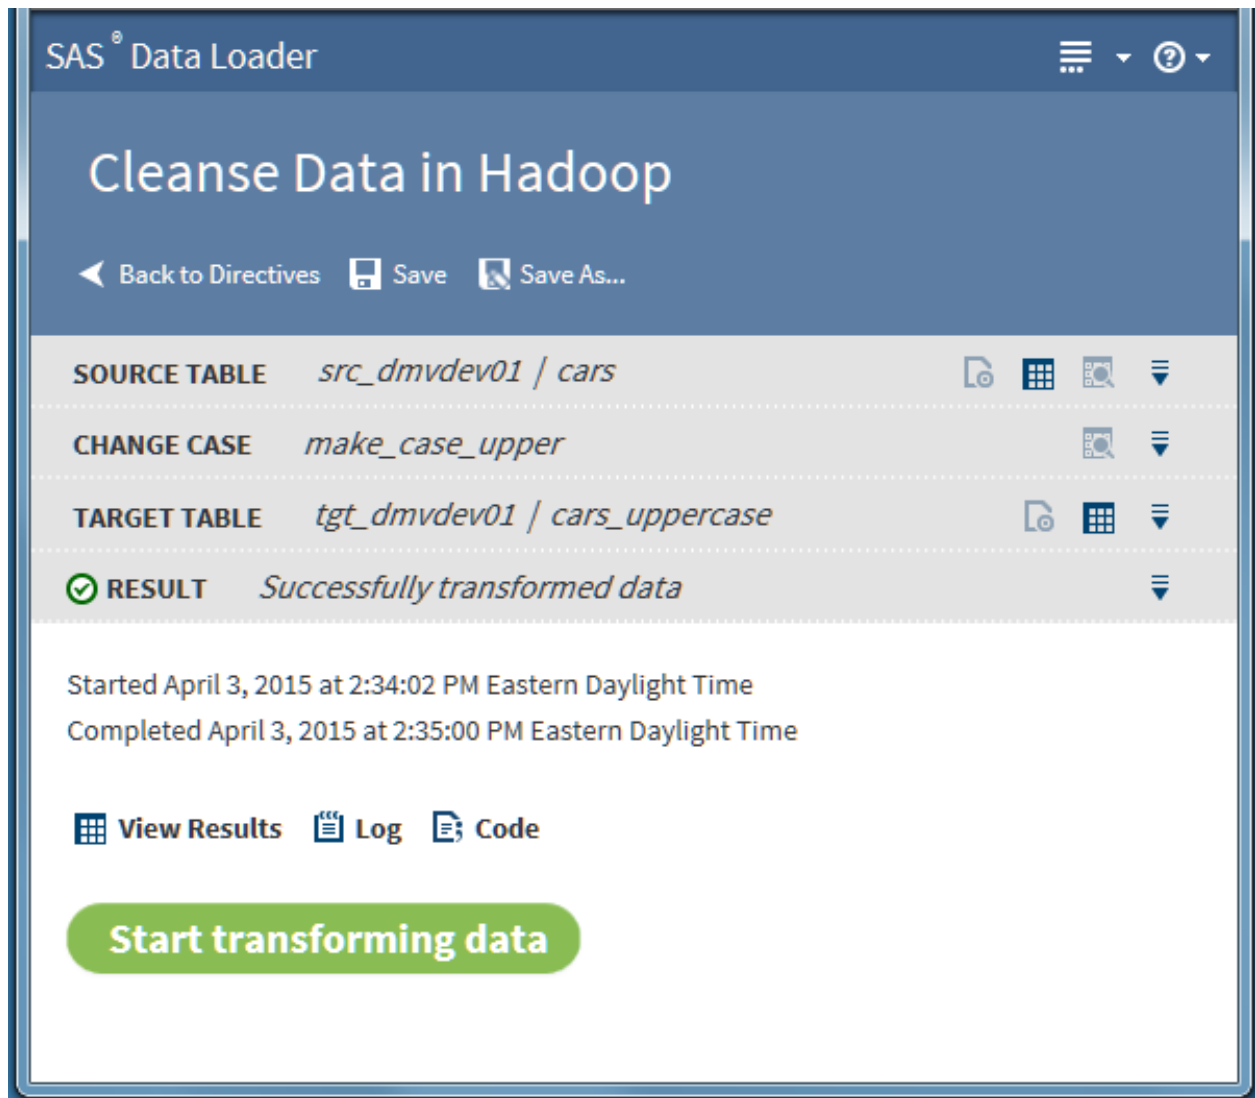 SAS® Data Loader
Cleanse Data in Hadoop
Back to Directives Save Save As...
SOURCE TABLE src_dmvdev01 | cars
CHANGE CASE make_case_upper
TARGET TABLE tgt_dmvdev01 | cars_uppercase
RESULT Successfully transformed data
Started April 3, 2015 at 2:34:02 PM Eastern Daylight Time
Completed April 3, 2015 at 2:35:00 PM Eastern Daylight Time
View Results Log Code
Start transforming data